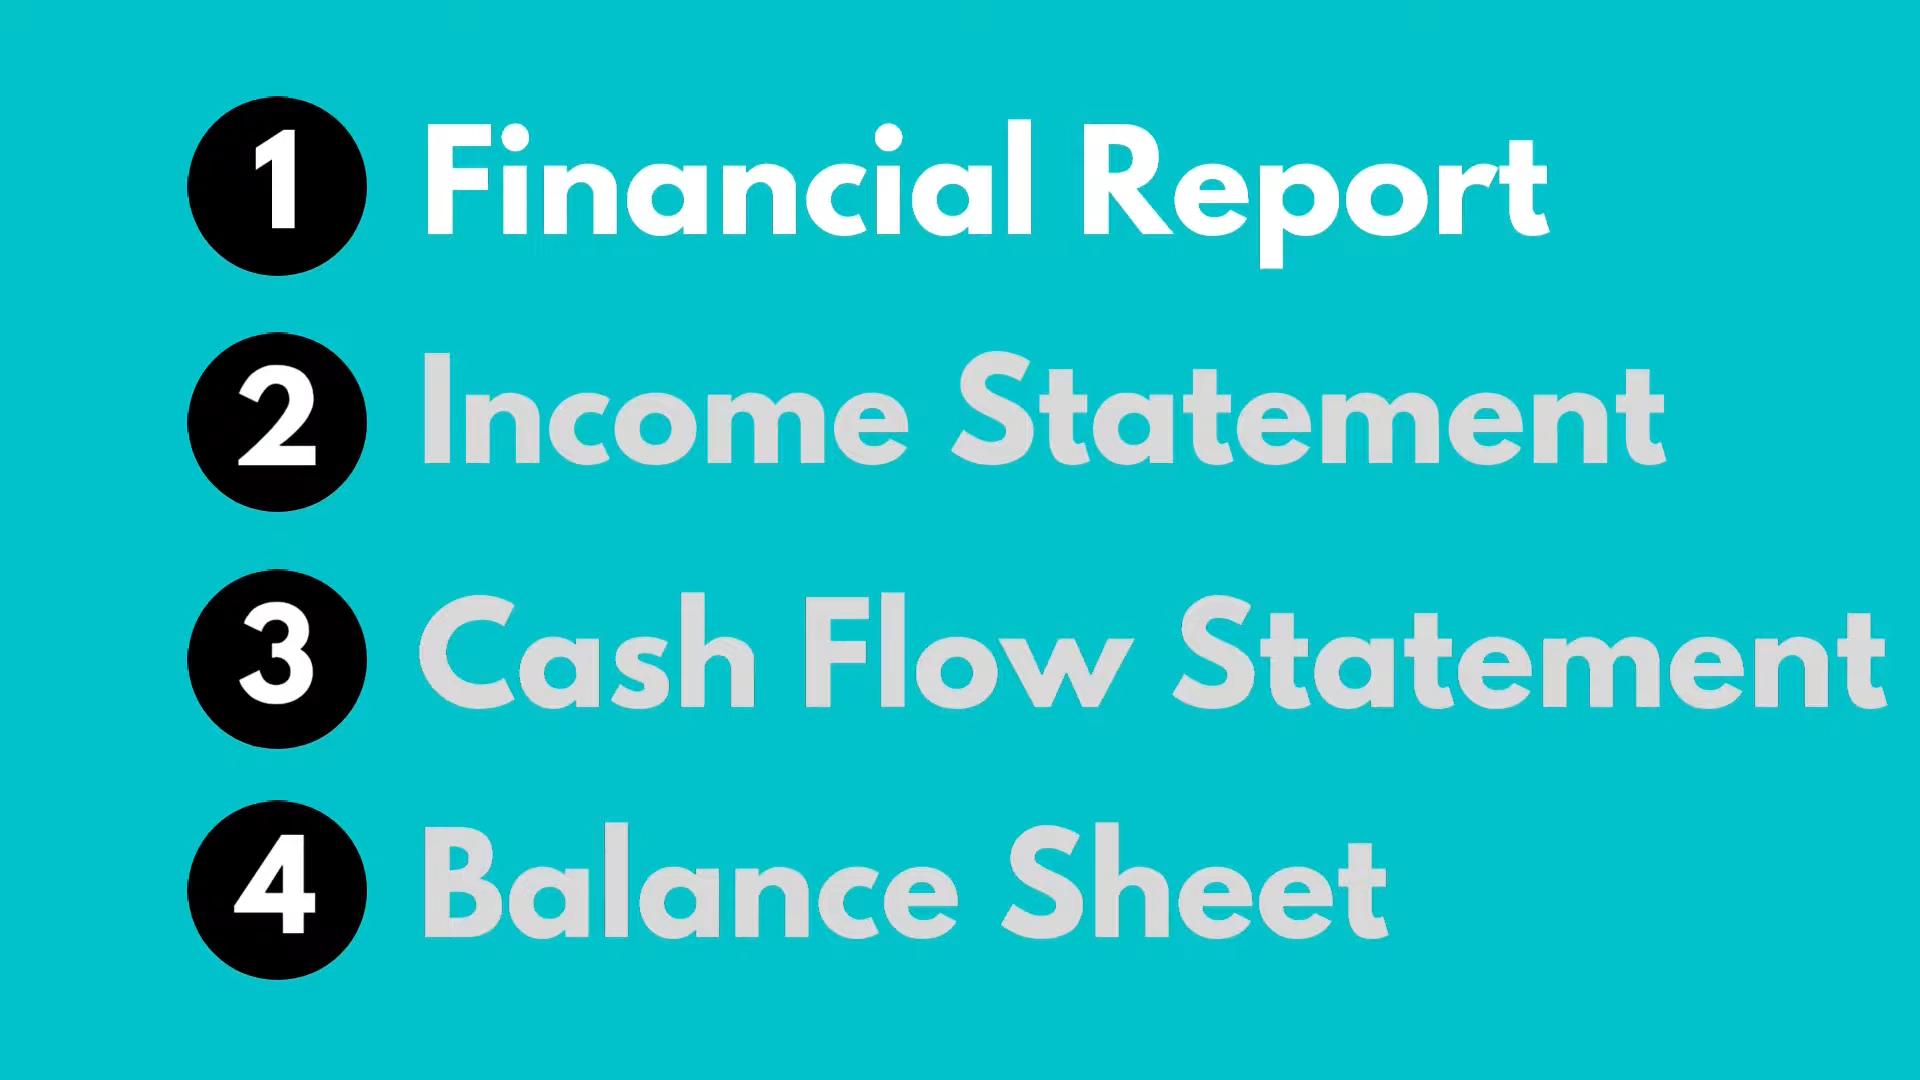 1 Financial Report
2 Income Statement
3 Cash Flow Statement
4 Balance Sheet